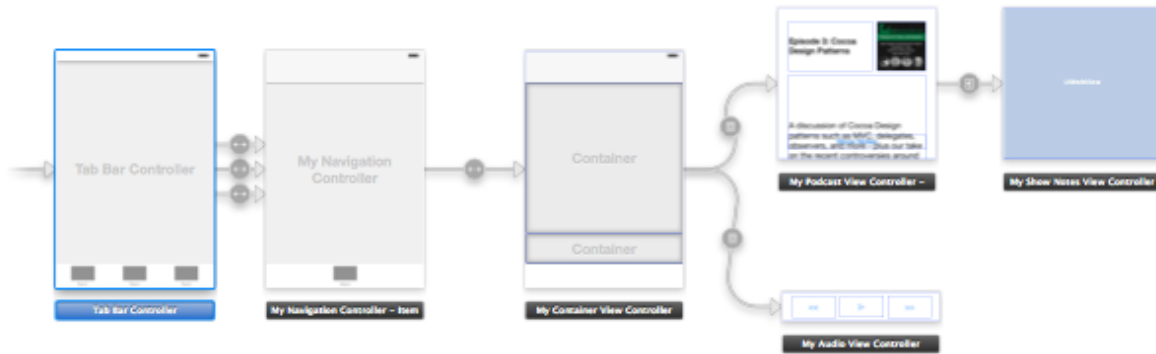 Tab Bar Controller
Tab Bar Controller
My Navigation
Controller
My Navigation Controller – Item
Container
Container
My Container View Controller
Episode 3: Cocoa
Design Patterns
A discussion of Cocoa Design
patterns such as MVC, delegates,
observers, and more - plus our take
on the recent controversies around
My Podcast View Controller –
UIWebView
My Show Notes View Controller
My Audio View Controller